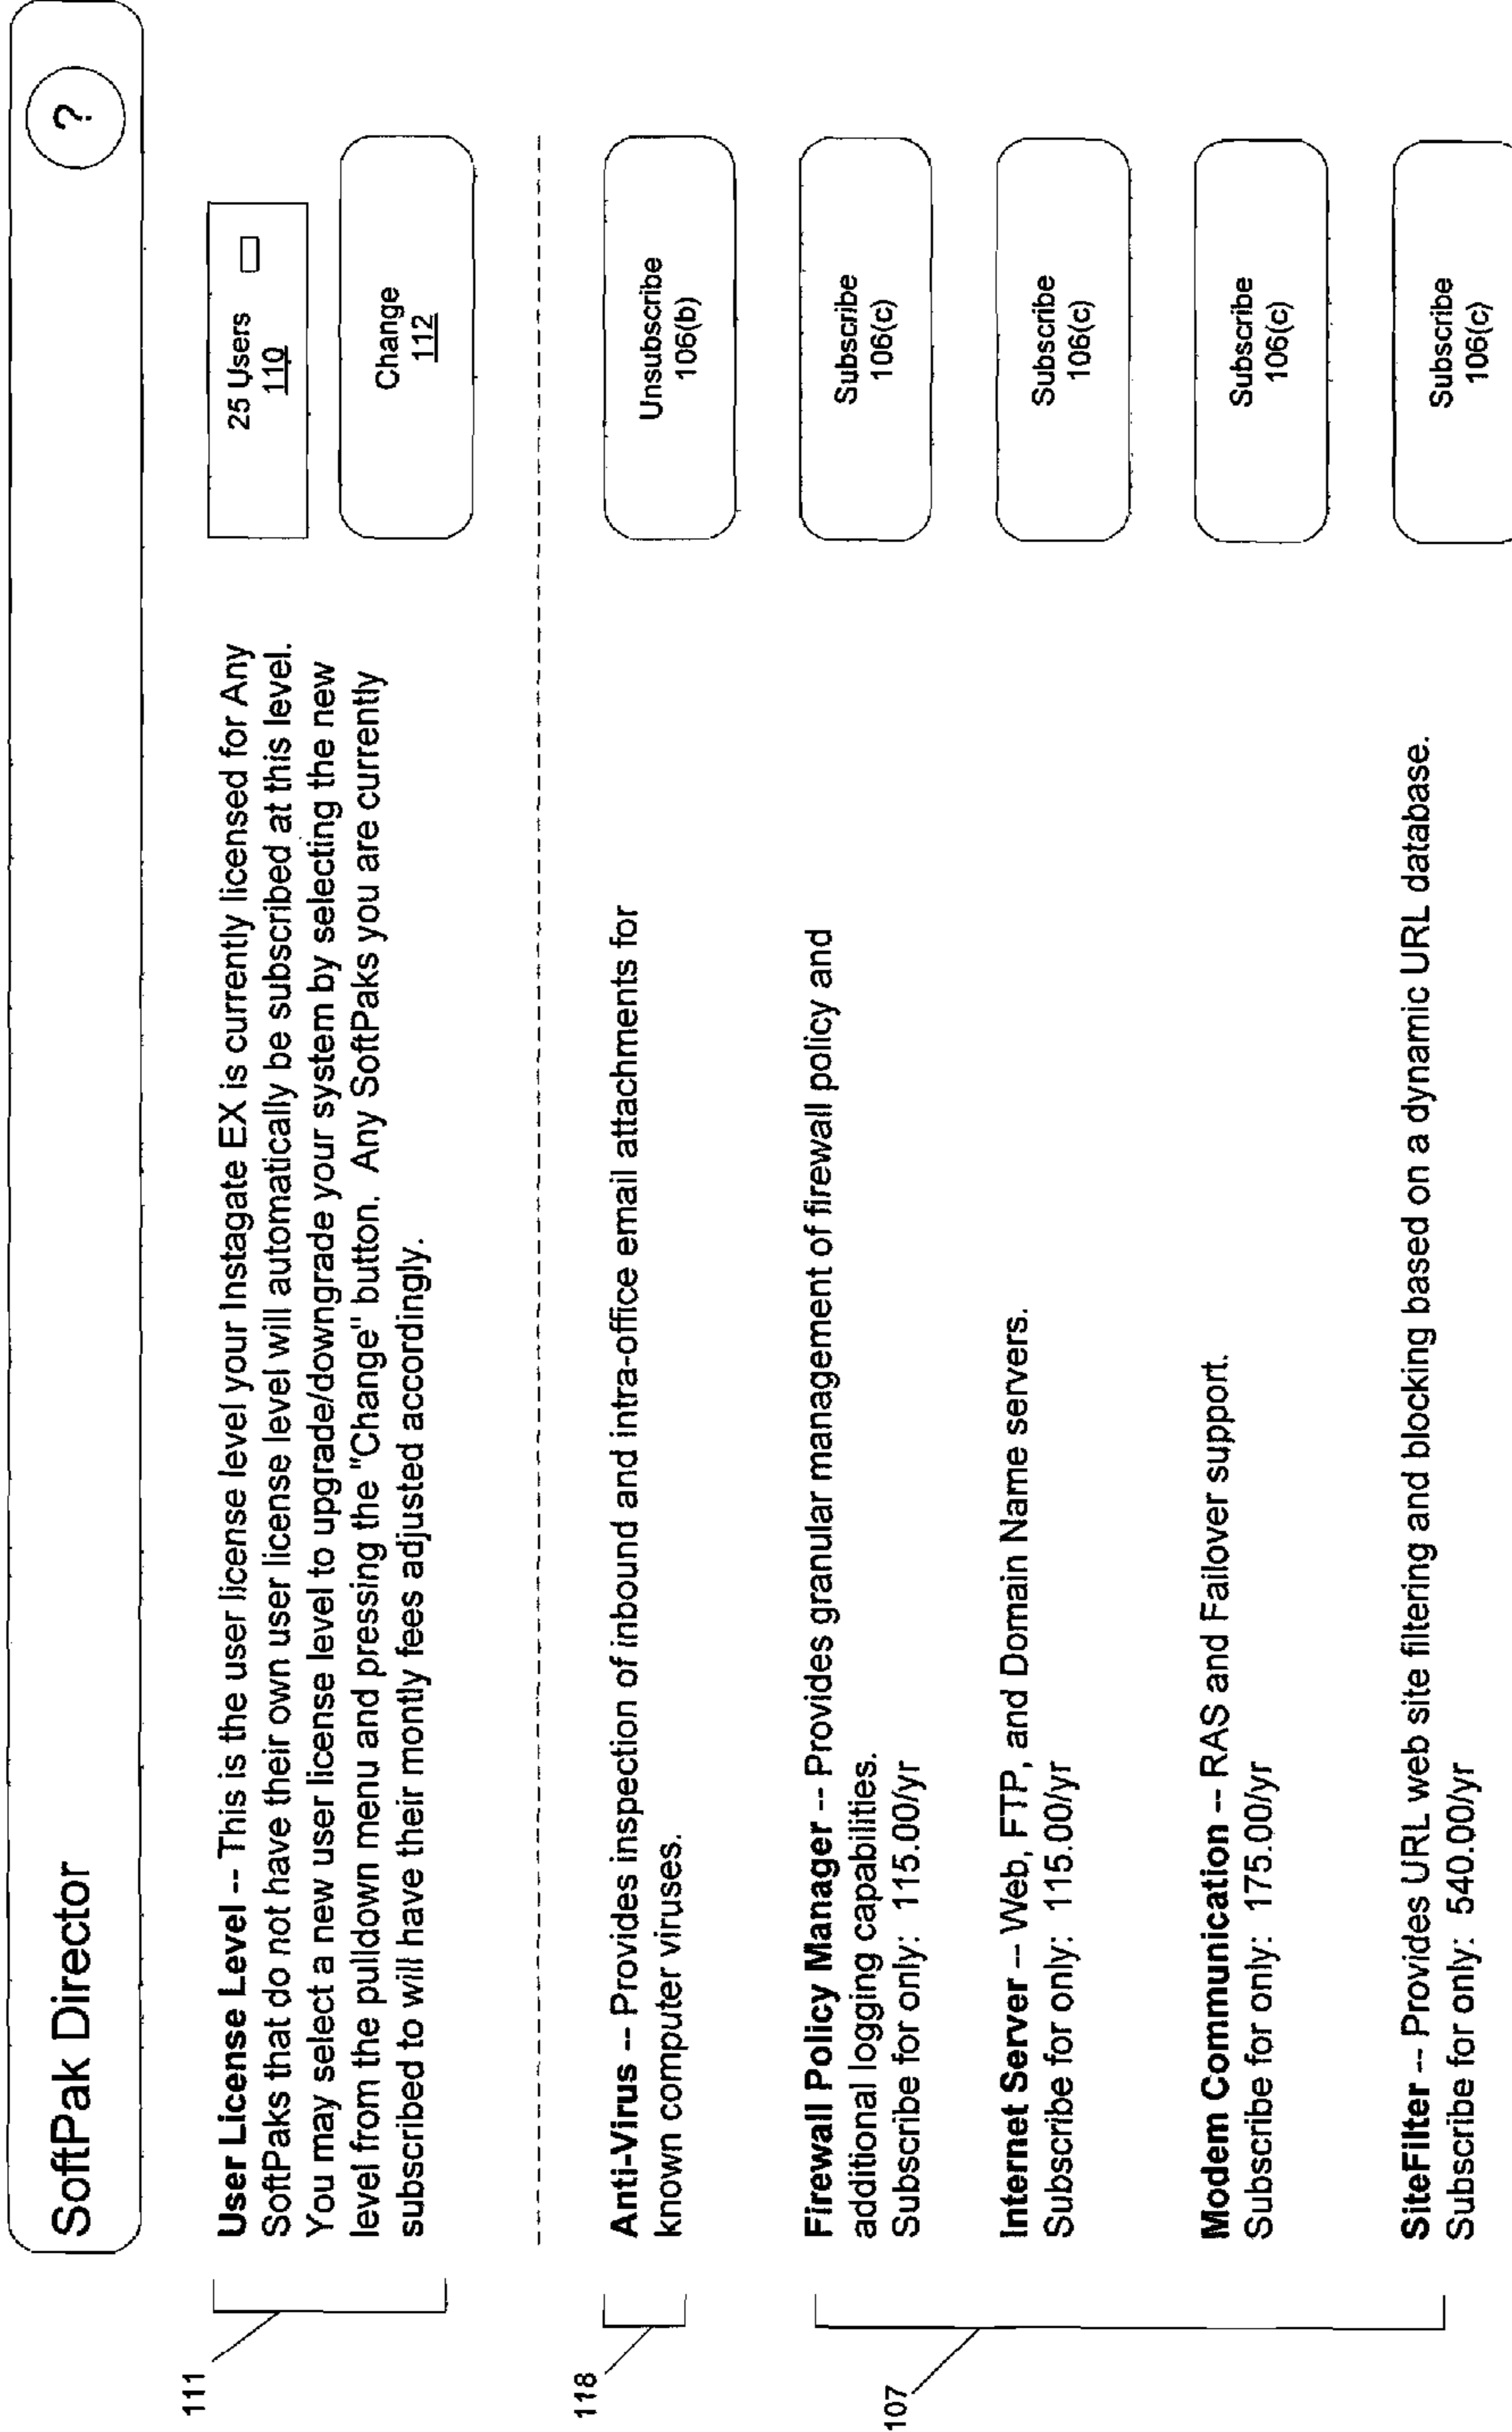 SoftPak Director
?
111
User License Level -- This is the user license level your Instagate EX is currently licensed for Any
SoftPaks that do not have their own user license level will automatically be subscribed at this level.
You may select a new user license level to upgrade/downgrade your system by selecting the new
level from the pulldown menu and pressing the "Change" button. Any SoftPaks you are currently
subscribed to will have their montly fees adjusted accordingly.
25 Users
110
Change
112
118
Anti-Virus -- Provides inspection of inbound and intra-office email attachments for
known computer viruses.
Unsubscribe
106(b)
107
Firewall Policy Manager -- Provides granular management of firewall policy and
additional logging capabilities.
Subscribe for only: 115.00/yr
Subscribe
106(c)
Internet Server -- Web, FTP, and Domain Name servers.
Subscribe for only: 115.00/yr
Subscribe
106(c)
Modem Communication -- RAS and Failover support.
Subscribe for only: 175.00/yr
Subscribe
106(c)
SiteFilter -- Provides URL web site filtering and blocking based on a dynamic URL database.
Subscribe for only: 540.00/yr
Subscribe
106(c)